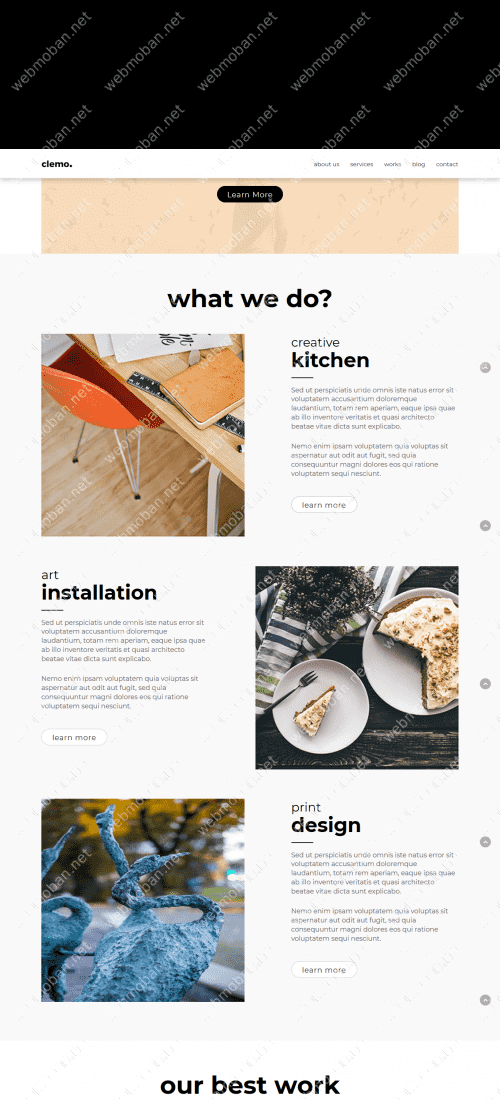 clemo.
about us services works blog contact
Learn More
what we do?
creative
kitchen
Sed ut perspiciatis unde omnis iste natus error sit
voluptatem accusantium doloremque
laudantium, totam rem aperiam, eaque ipsa quae
ab illo inventore veritatis et quasi architecto
beatae vitae dicta sunt explicabo.
Nemo enim ipsam voluptatem quia voluptas sit
aspernatur aut odit aut fugit, sed quia
consequuntur magni dolores eos qui ratione
voluptatem sequi nesciunt.
learn more
art
installation
Sed ut perspiciatis unde omnis iste natus error sit
voluptatem accusantium doloremque
laudantium, totam rem aperiam, eaque ipsa quae
ab illo inventore veritatis et quasi architecto
beatae vitae dicta sunt explicabo.
Nemo enim ipsam voluptatem quia voluptas sit
aspernatur aut odit aut fugit, sed quia
consequuntur magni dolores eos qui ratione
voluptatem sequi nesciunt.
learn more
print
design
Sed ut perspiciatis unde omnis iste natus error sit
voluptatem accusantium doloremque
laudantium, totam rem aperiam, eaque ipsa quae
ab illo inventore veritatis et quasi architecto
beatae vitae dicta sunt explicabo.
Nemo enim ipsam voluptatem quia voluptas sit
aspernatur aut odit aut fugit, sed quia
consequuntur magni dolores eos qui ratione
voluptatem sequi nesciunt.
learn more
our best work
webmoban.net